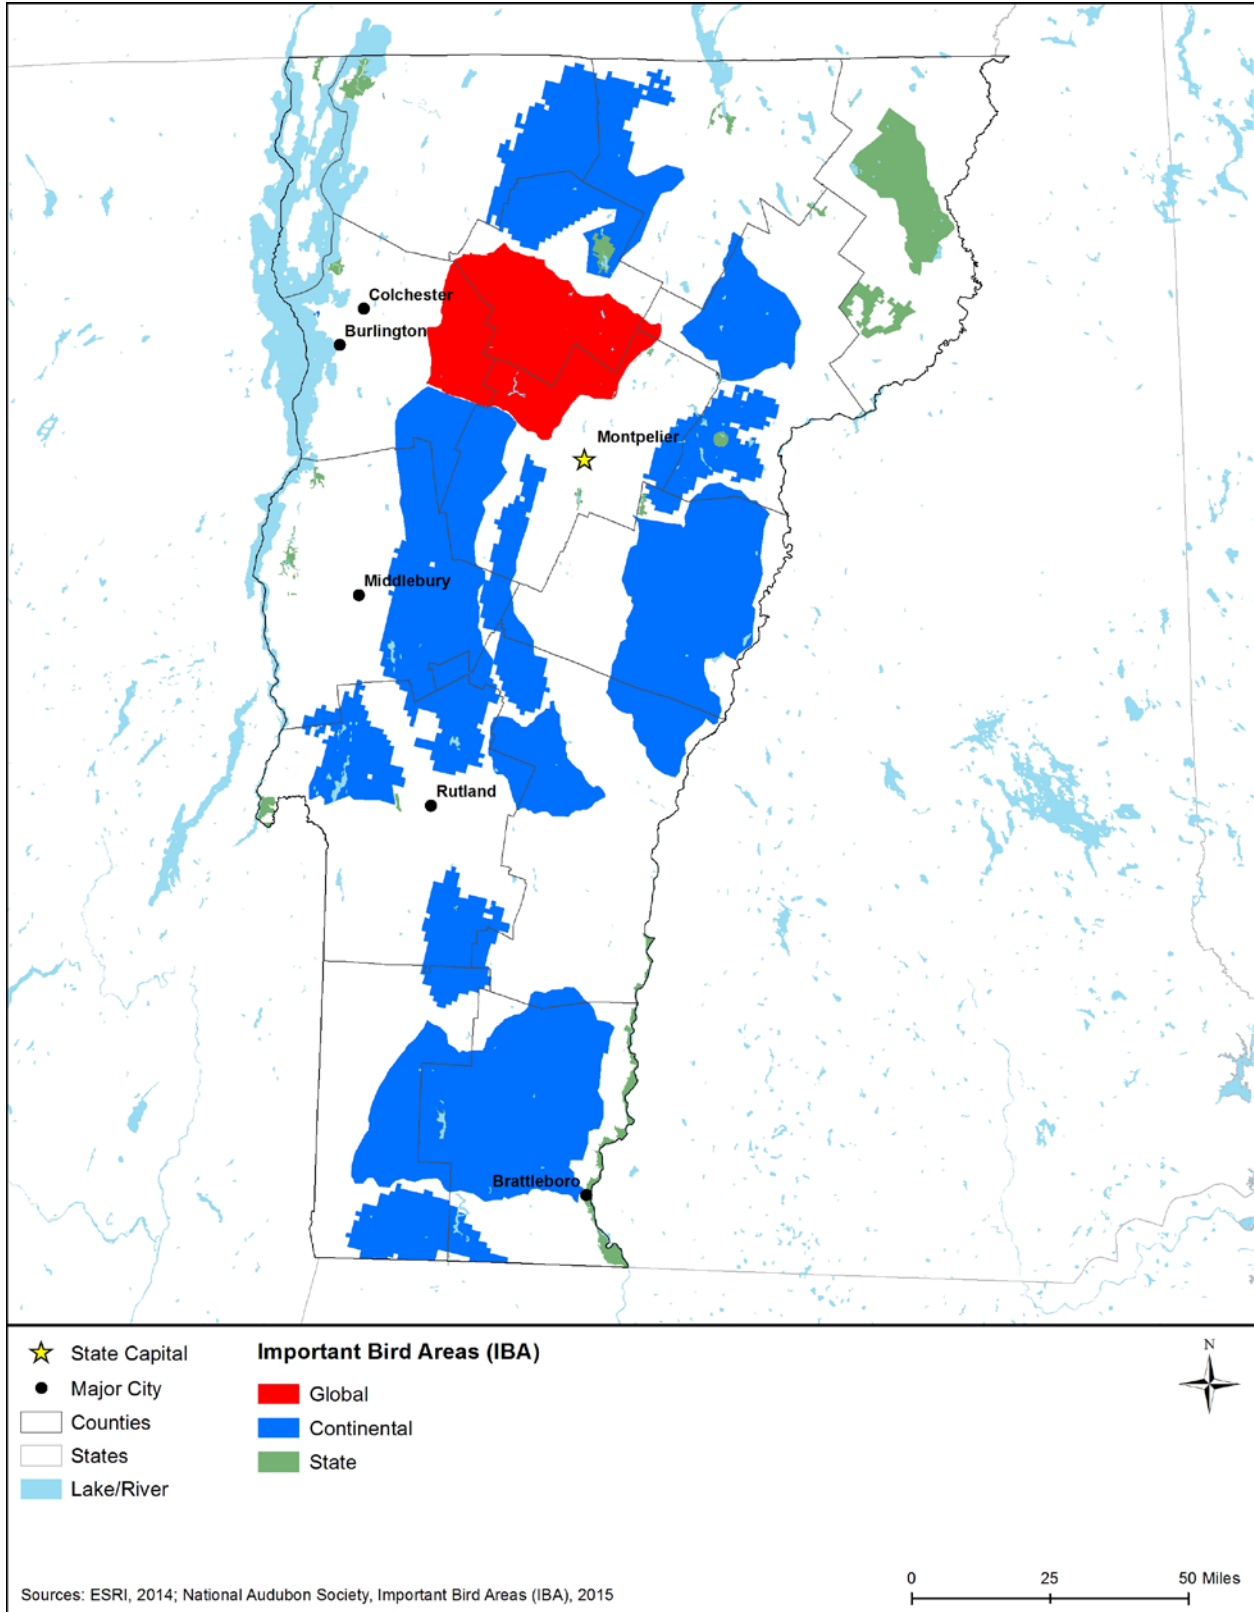 Colchester
Burlington
Montpelier
Middlebury
Rutland
Brattleboro
State Capital
Major City
Counties
States
Lake/River
Important Bird Areas (IBA)
Global
Continental
State
N
0 25 50 Miles
Sources: ESRI, 2014; National Audubon Society, Important Bird Areas (IBA), 2015